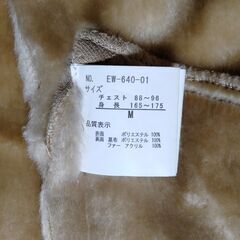 NO. EW-640-01
サイズ
チェスト 88～96
身長 165～175
M
品質表示
表面 ポリエステル 100%
裏面 基布 ポリエステル 100%
ファー アクリル 100%